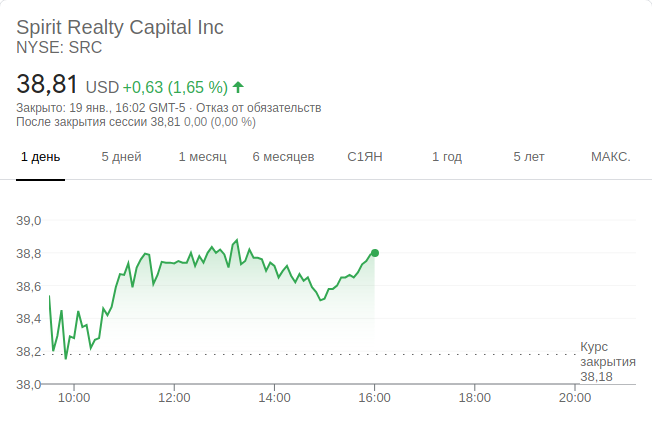 Spirit Realty Capital Inc
NYSE: SRC
38,81 USD +0,63 (1,65 %)
Закрыто: 19 янв., 16:02 GMT-5 · Отказ от обязательств
После закрытия сессии 38,81 0,00 (0,00 %)
1 день 5 дней 1 месяц 6 месяцев С1ЯН 1 год 5 лет МАКС.
39,0
38,8
38,6
38,4
38,2
38,0
Курс
закрытия
38,18
10:00 12:00 14:00 16:00 18:00 20:00